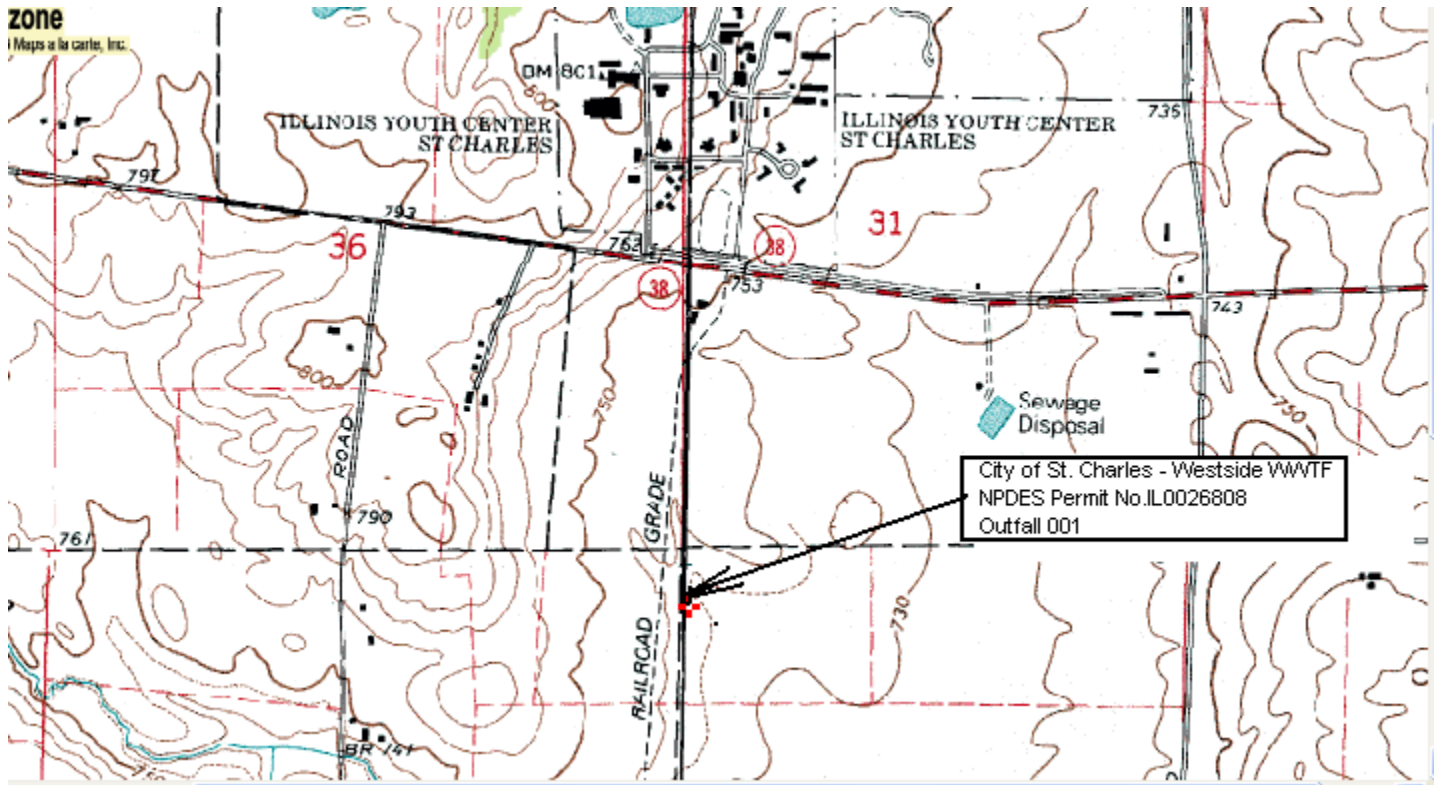 zone
Maps a la carte, Inc.
BM 801
800
ILLINOIS YOUTH CENTER
ST CHARLES
ILLINOIS YOUTH CENTER
ST CHARLES
735
797
793
36
762
38
31
38
753
743
800
750
750
Sewage
Disposal
ROAD
City of St. Charles - Westside WWTF
NPDES Permit No.IL0026808
Outfall 001
790
761
GRADE
730
RAILROAD
BR 741
750